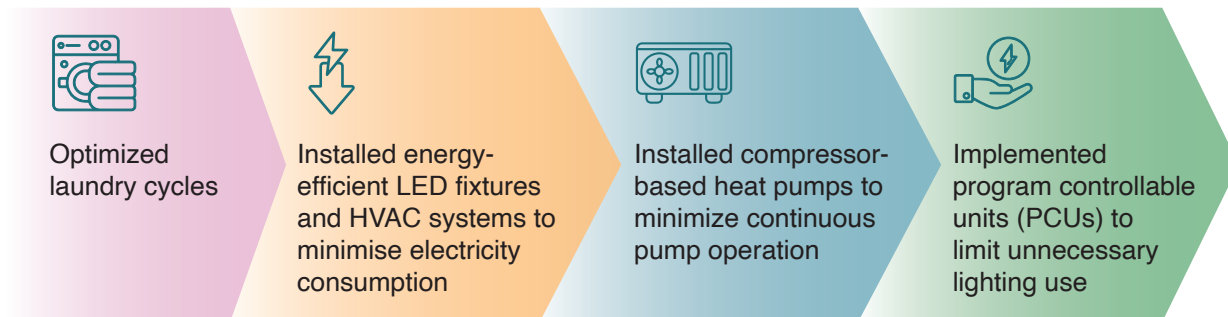 Optimized
laundry cycles
Installed energy-
efficient LED fixtures
and HVAC systems to
minimise electricity
consumption
Installed compressor-
based heat pumps to
minimize continuous
pump operation
Implemented
program controllable
units (PCUs) to
limit unnecessary
lighting use